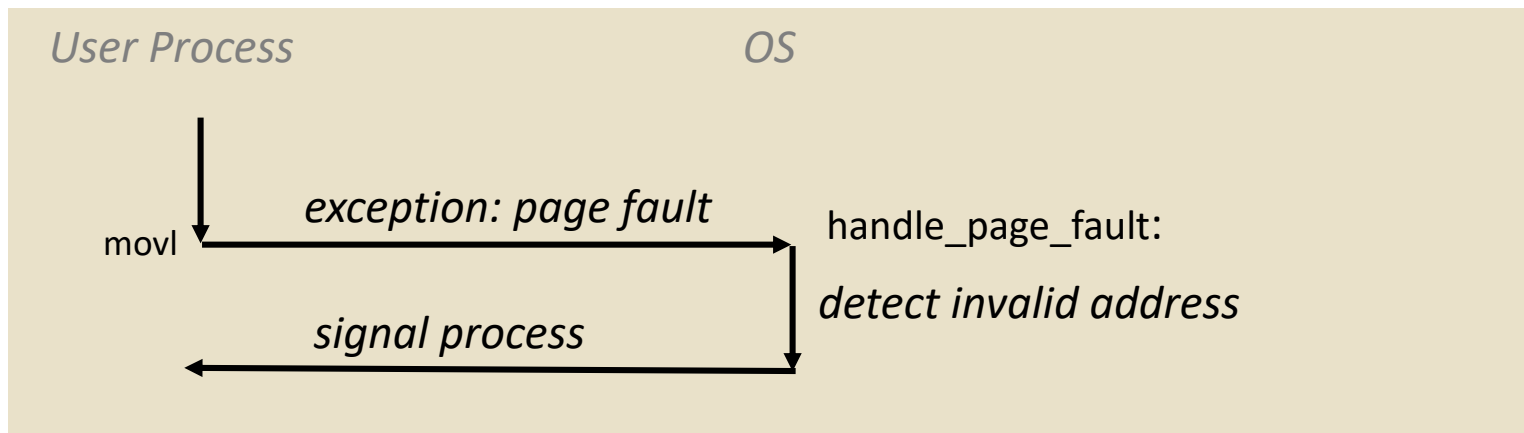 User Process
OS
exception: page fault
handle_page_fault:
movl
detect invalid address
signal process